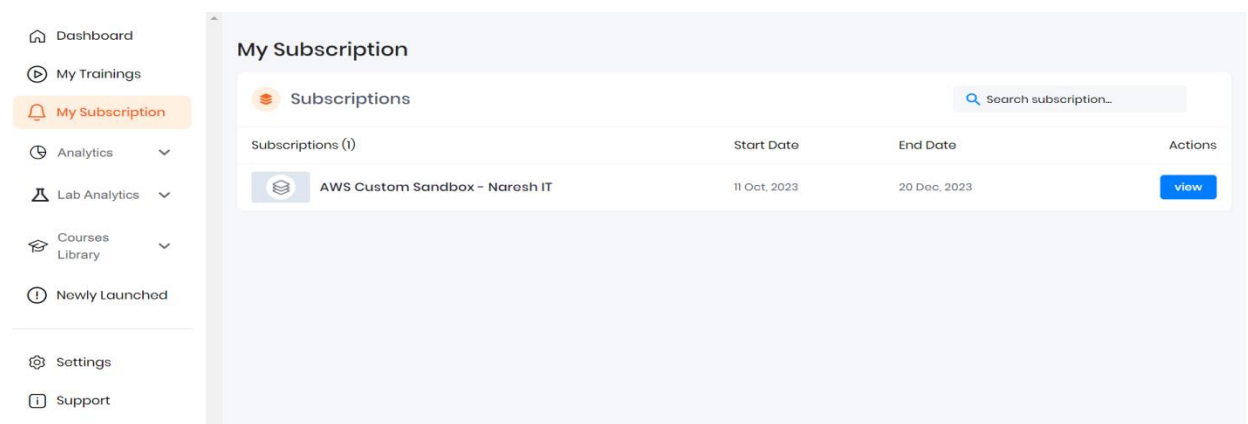 Dashboard
My Trainings
My Subscription
Analytics
Lab Analytics
Courses
Library
Newly Launched
Settings
Support
My Subscription
Subscriptions
Search subscription...
Subscriptions (1) Start Date End Date Actions
AWS Custom Sandbox - Naresh IT 11 Oct, 2023 20 Dec, 2023 view